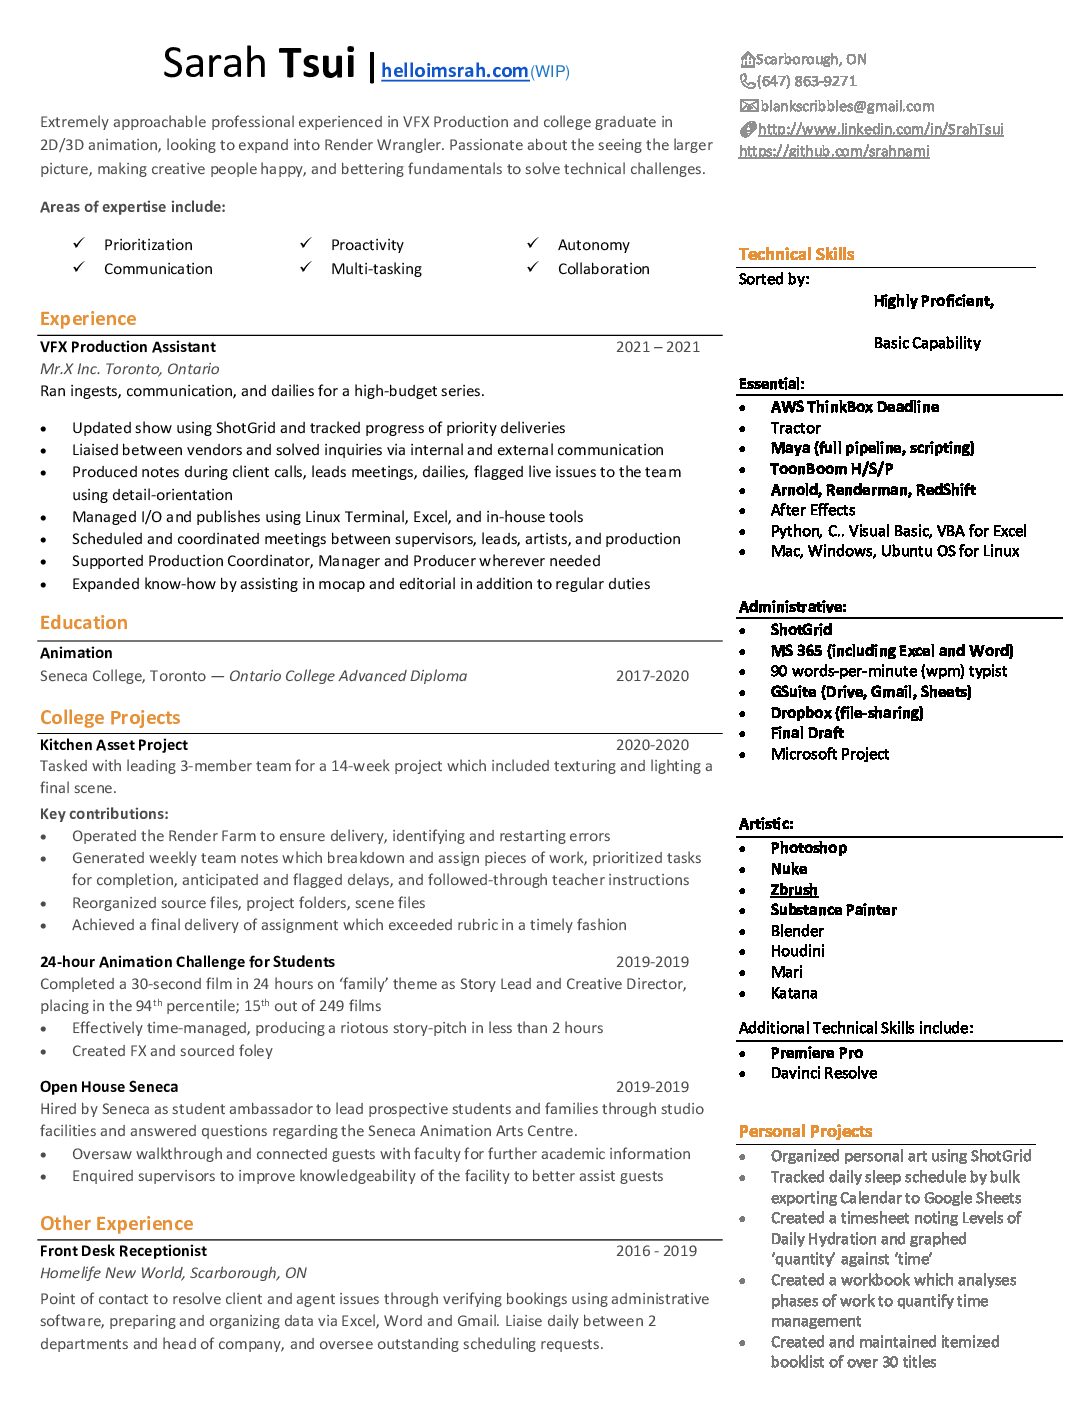 Sarah Tsui | helloimsrah.com(WIP)
Extremely approachable professional experienced in VFX Production and college graduate in
2D/3D animation, looking to expand into Render Wrangler. Passionate about the seeing the larger
picture, making creative people happy, and bettering fundamentals to solve technical challenges.
Areas of expertise include:
✓ Prioritization ✓ Proactivity ✓ Autonomy
✓ Communication ✓ Multi-tasking ✓ Collaboration
Experience
VFX Production Assistant 2021 – 2021
Mr.X Inc. Toronto, Ontario
Ran ingests, communication, and dailies for a high-budget series.
• Updated show using ShotGrid and tracked progress of priority deliveries
• Liaised between vendors and solved inquiries via internal and external communication
• Produced notes during client calls, leads meetings, dailies, flagged live issues to the team
using detail-orientation
• Managed I/O and publishes using Linux Terminal, Excel, and in-house tools
• Scheduled and coordinated meetings between supervisors, leads, artists, and production
• Supported Production Coordinator, Manager and Producer wherever needed
• Expanded know-how by assisting in mocap and editorial in addition to regular duties
Education
Animation
Seneca College, Toronto — Ontario College Advanced Diploma 2017-2020
College Projects
Kitchen Asset Project 2020-2020
Tasked with leading 3-member team for a 14-week project which included texturing and lighting a
final scene.
Key contributions:
• Operated the Render Farm to ensure delivery, identifying and restarting errors
• Generated weekly team notes which breakdown and assign pieces of work, prioritized tasks
for completion, anticipated and flagged delays, and followed-through teacher instructions
• Reorganized source files, project folders, scene files
• Achieved a final delivery of assignment which exceeded rubric in a timely fashion
24-hour Animation Challenge for Students 2019-2019
Completed a 30-second film in 24 hours on ‘family’ theme as Story Lead and Creative Director,
placing in the 94th percentile; 15th out of 249 films
• Effectively time-managed, producing a riotous story-pitch in less than 2 hours
• Created FX and sourced foley
Open House Seneca 2019-2019
Hired by Seneca as student ambassador to lead prospective students and families through studio
facilities and answered questions regarding the Seneca Animation Arts Centre.
• Oversaw walkthrough and connected guests with faculty for further academic information
• Enquired supervisors to improve knowledgeability of the facility to better assist guests
Other Experience
Front Desk Receptionist 2016 - 2019
Homelife New World, Scarborough, ON
Point of contact to resolve client and agent issues through verifying bookings using administrative
software, preparing and organizing data via Excel, Word and Gmail. Liaise daily between 2
departments and head of company, and oversee outstanding scheduling requests.
Scarborough, ON
(647) 863-9271
blankscribbles@gmail.com
http://www.linkedin.com/in/SrahTsui
https://github.com/srahnami
Technical Skills
Sorted by:
Highly Proficient,
Basic Capability
Essential:
• AWS ThinkBox Deadline
• Tractor
• Maya (full pipeline, scripting)
• ToonBoom H/S/P
• Arnold, Renderman, RedShift
• After Effects
• Python, C.. Visual Basic, VBA for Excel
• Mac, Windows, Ubuntu OS for Linux
Administrative:
• ShotGrid
• MS 365 (including Excel and Word)
• 90 words-per-minute (wpm) typist
• GSuite (Drive, Gmail, Sheets)
• Dropbox (file-sharing)
• Final Draft
• Microsoft Project
Artistic:
• Photoshop
• Nuke
• Zbrush
• Substance Painter
• Blender
• Houdini
• Mari
• Katana
Additional Technical Skills include:
• Premiere Pro
• Davinci Resolve
Personal Projects
• Organized personal art using ShotGrid
• Tracked daily sleep schedule by bulk
exporting Calendar to Google Sheets
• Created a timesheet noting Levels of
Daily Hydration and graphed
‘quantity’ against ‘time’
• Created a workbook which analyses
phases of work to quantify time
management
• Created and maintained itemized
booklist of over 30 titles